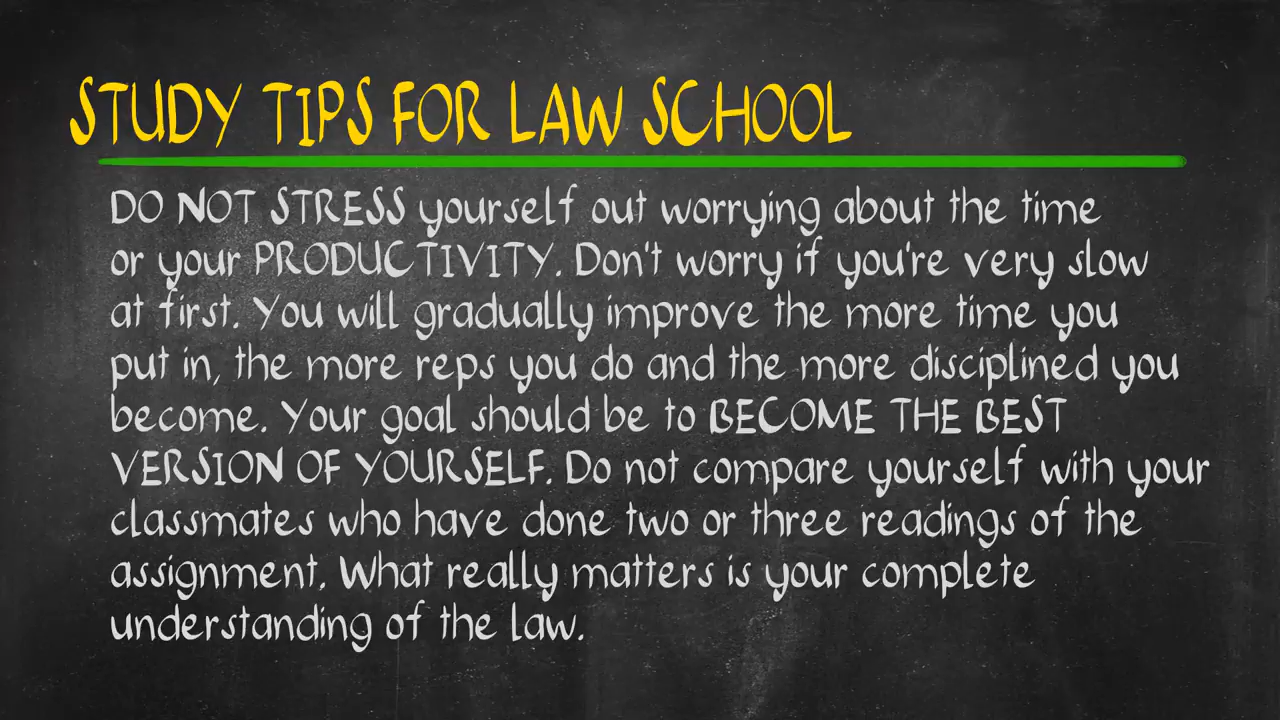 STUDY TIPS FOR LAW SCHOOL
DO NOT STRESS yourself out worrying about the time
or your PRODUCTIVITY. Don't worry if you're very slow
at first. You will gradually improve the more time you
put in, the more reps you do and the more disciplined you
become. Your goal should be to BECOME THE BEST
VERSION OF YOURSELF. Do not compare yourself with your
classmates who have done two or three readings of the
assignment. What really matters is your complete
understanding of the law.